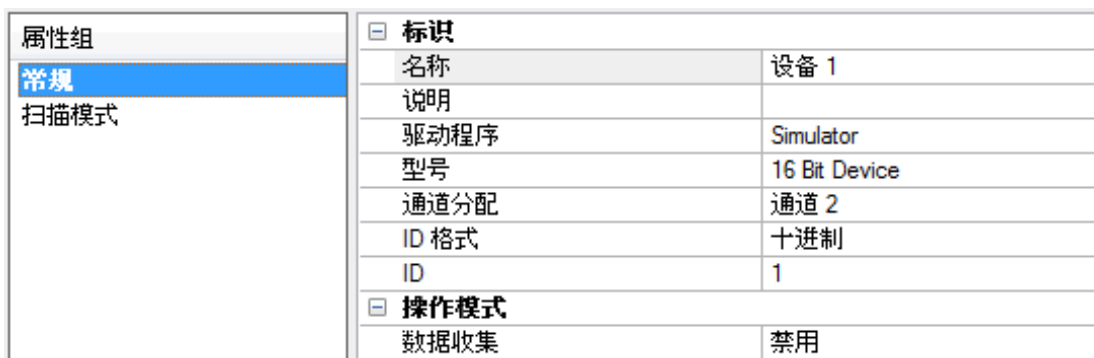 属性组
常规
扫描模式
标识
名称 设备 1
说明
驱动程序 Simulator
型号 16 Bit Device
通道分配 通道 2
ID 格式 十进制
ID 1
操作模式
数据收集 禁用